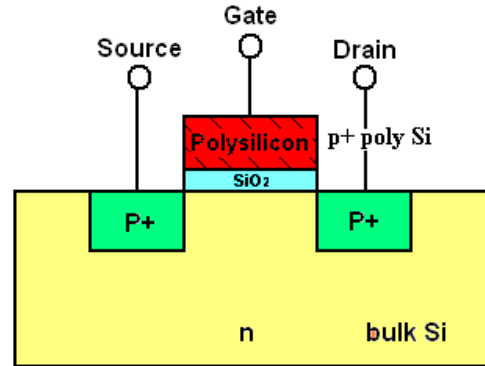 Gate
Source
Drain
Polysilicon
p+ poly Si
SiO₂
P+
P+
n
bulk Si